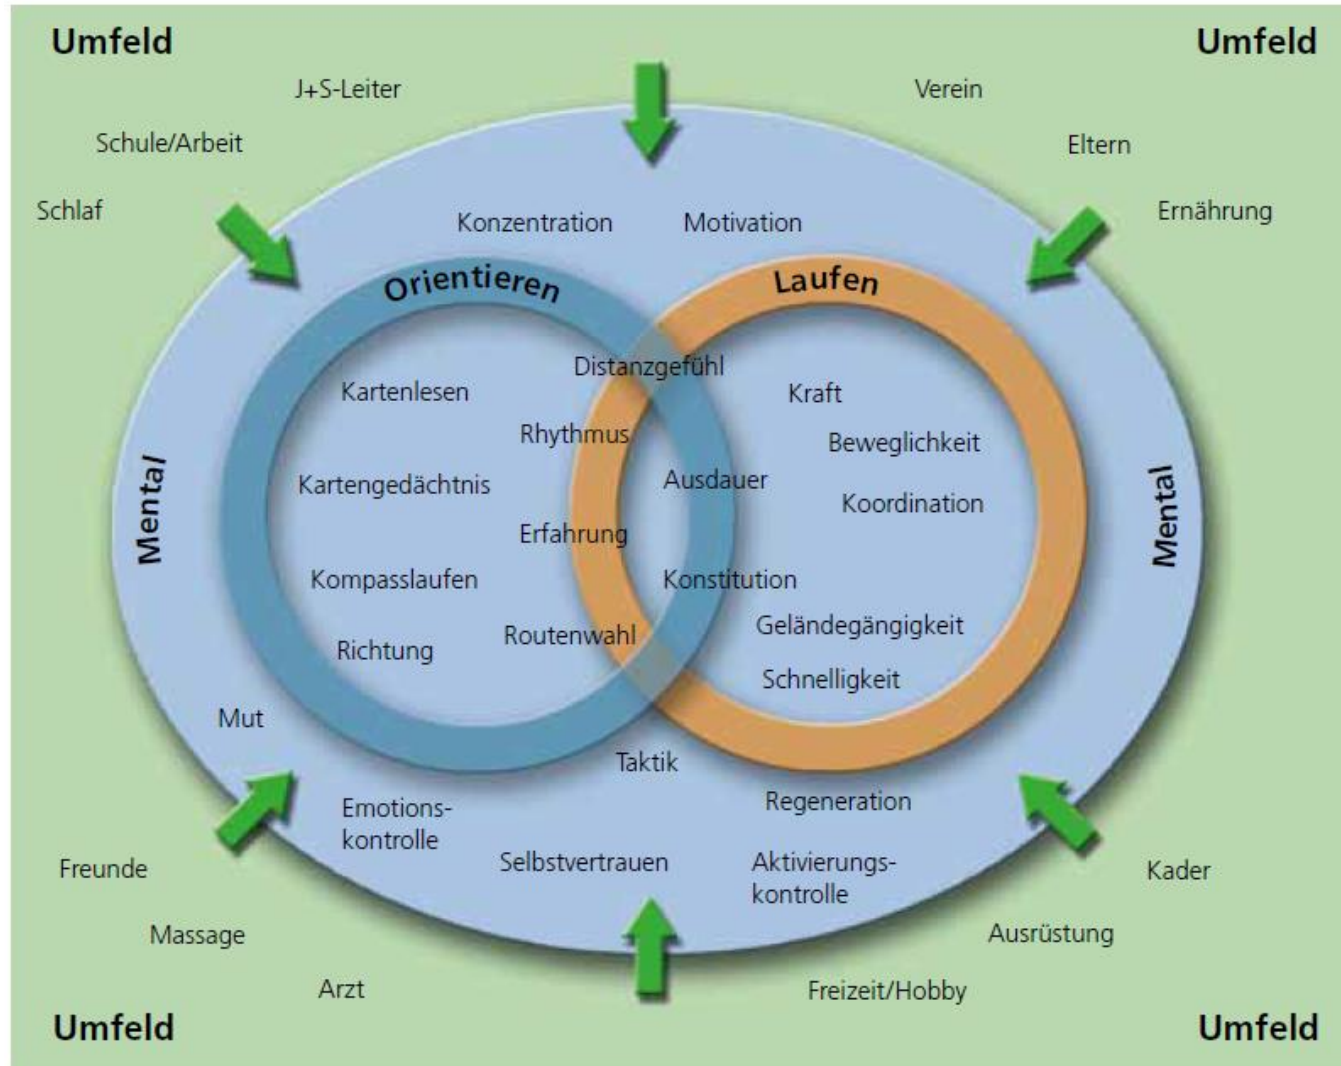 Umfeld
Umfeld
J+S-Leiter
Verein
Schule/Arbeit
Eltern
Schlaf
Ernährung
Konzentration
Motivation
Orientieren
Laufen
Distanzgefühl
Kartenlesen
Kraft
Rhythmus
Beweglichkeit
Mental
Kartengedächtnis
Ausdauer
Koordination
Mental
Erfahrung
Kompasslaufen
Konstitution
Geländegängigkeit
Routenwahl
Richtung
Schnelligkeit
Mut
Taktik
Emotions-
kontrolle
Regeneration
Selbstvertrauen
Aktivierungs-
kontrolle
Freunde
Kader
Massage
Ausrüstung
Arzt
Freizeit/Hobby
Umfeld
Umfeld